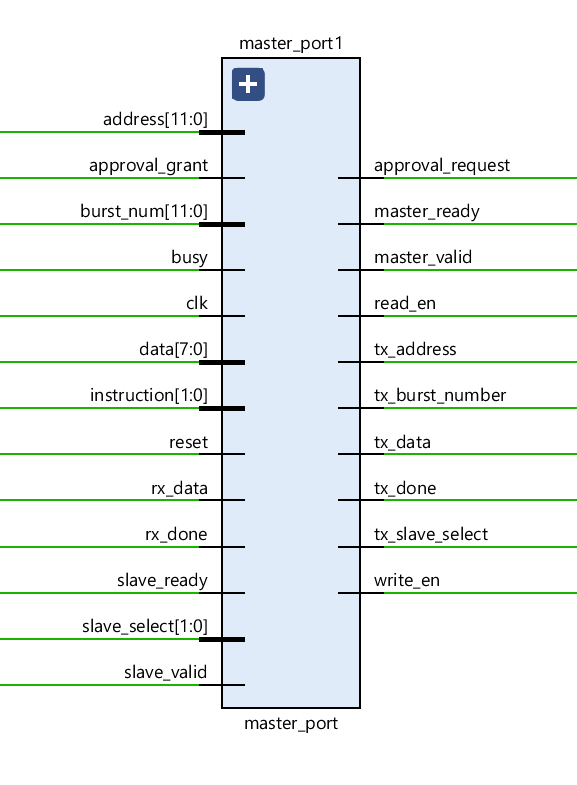 master_port1
address[11:0]
approval_grant
approval_request
burst_num[11:0]
master_ready
busy
master_valid
clk
read_en
data[7:0]
tx_address
instruction[1:0]
tx_burst_number
reset
tx_data
rx_data
tx_done
rx_done
tx_slave_select
slave_ready
write_en
slave_select[1:0]
slave_valid
master_port